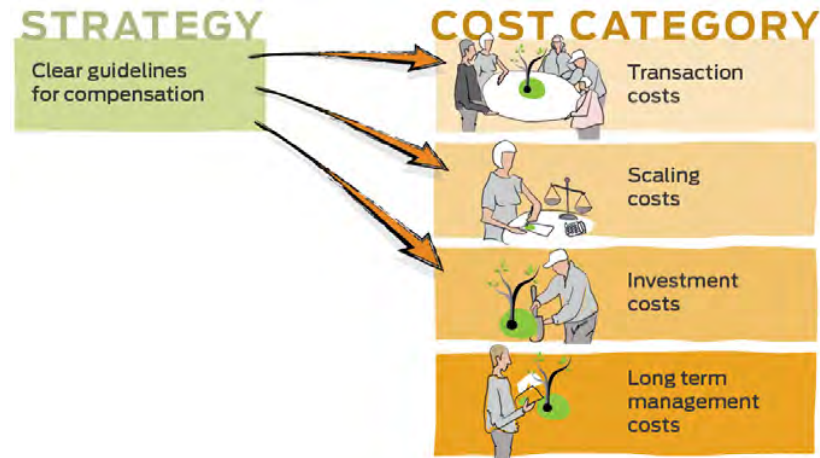 STRATEGY
Clear guidelines
for compensation
COST CATEGORY
Transaction
costs
Scaling
costs
Investment
costs
Long term
management
costs